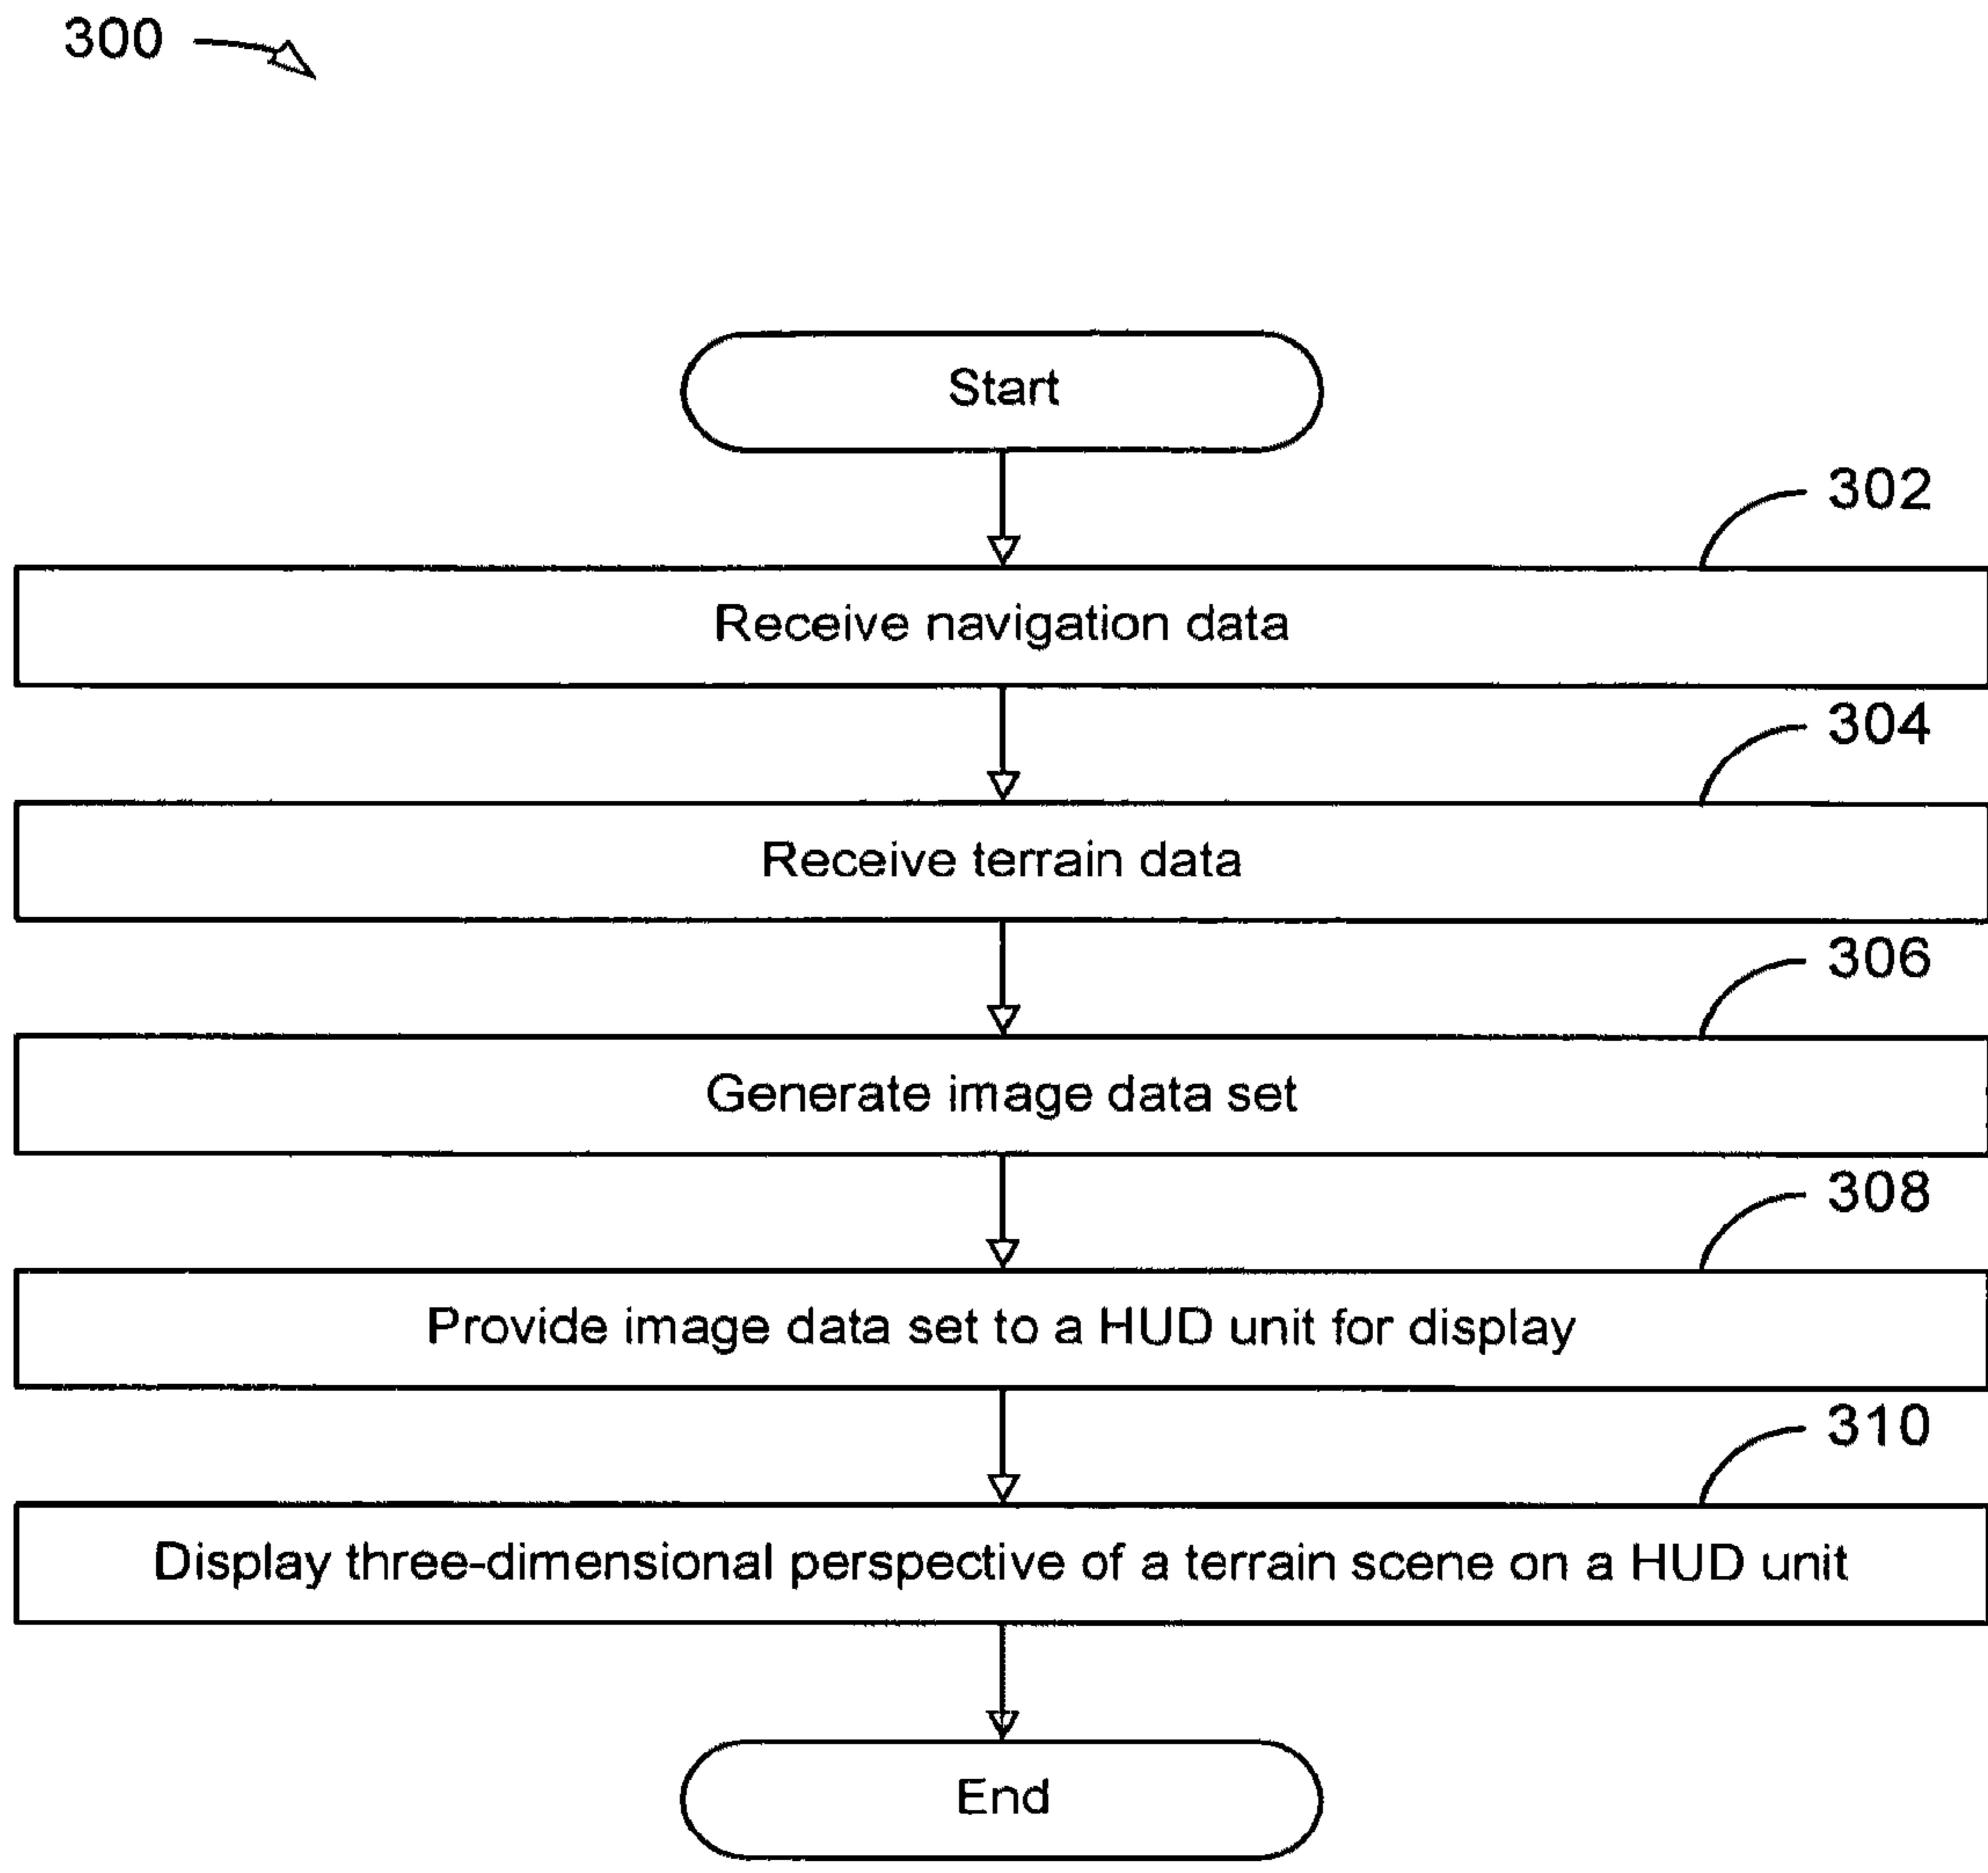 300
Start
302
Receive navigation data
304
Receive terrain data
306
Generate image data set
308
Provide image data set to a HUD unit for display
310
Display three-dimensional perspective of a terrain scene on a HUD unit
End